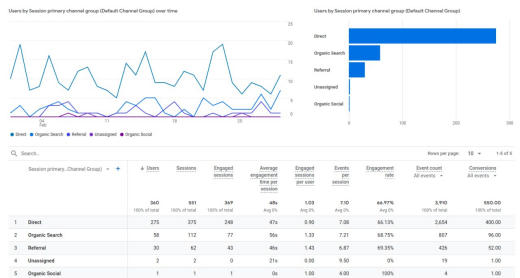 Users by Session primary channel group (Default Channel Group) over time
Users by Session primary channel group (Default Channel Group)
25
20
15
10
5
0
04
Feb
11
18
25
Direct Organic Search Referral Unassigned Organic Social
Direct
Organic Search
Referral
Unassigned
Organic Social
0 100 200 300
Search...
Rows per page: 10 1-6 of 6
Session primary...Channel Group) + ↓ Users Sessions Engaged sessions Average engagement time per session Engaged sessions per user Events per session Engagement rate Event count All events Conversions All events
360 551 369 48s 1.03 7.10 66.97% 3,910 550.00
100% of total 100% of total 100% of total Avg 0% Avg 0% Avg 0% Avg 0% 100% of total 100% of total
1 Direct 275 375 248 47s 0.90 7.08 66.13% 2,654 400.00
2 Organic Search 58 112 77 56s 1.33 7.21 68.75% 807 96.00
3 Referral 30 62 43 46s 1.43 6.87 69.35% 426 52.00
4 Unassigned 2 2 0 21s 0.00 9.50 0% 19 1.00
5 Organic Social 1 1 1 0s 1.00 4.00 100% 4 1.00